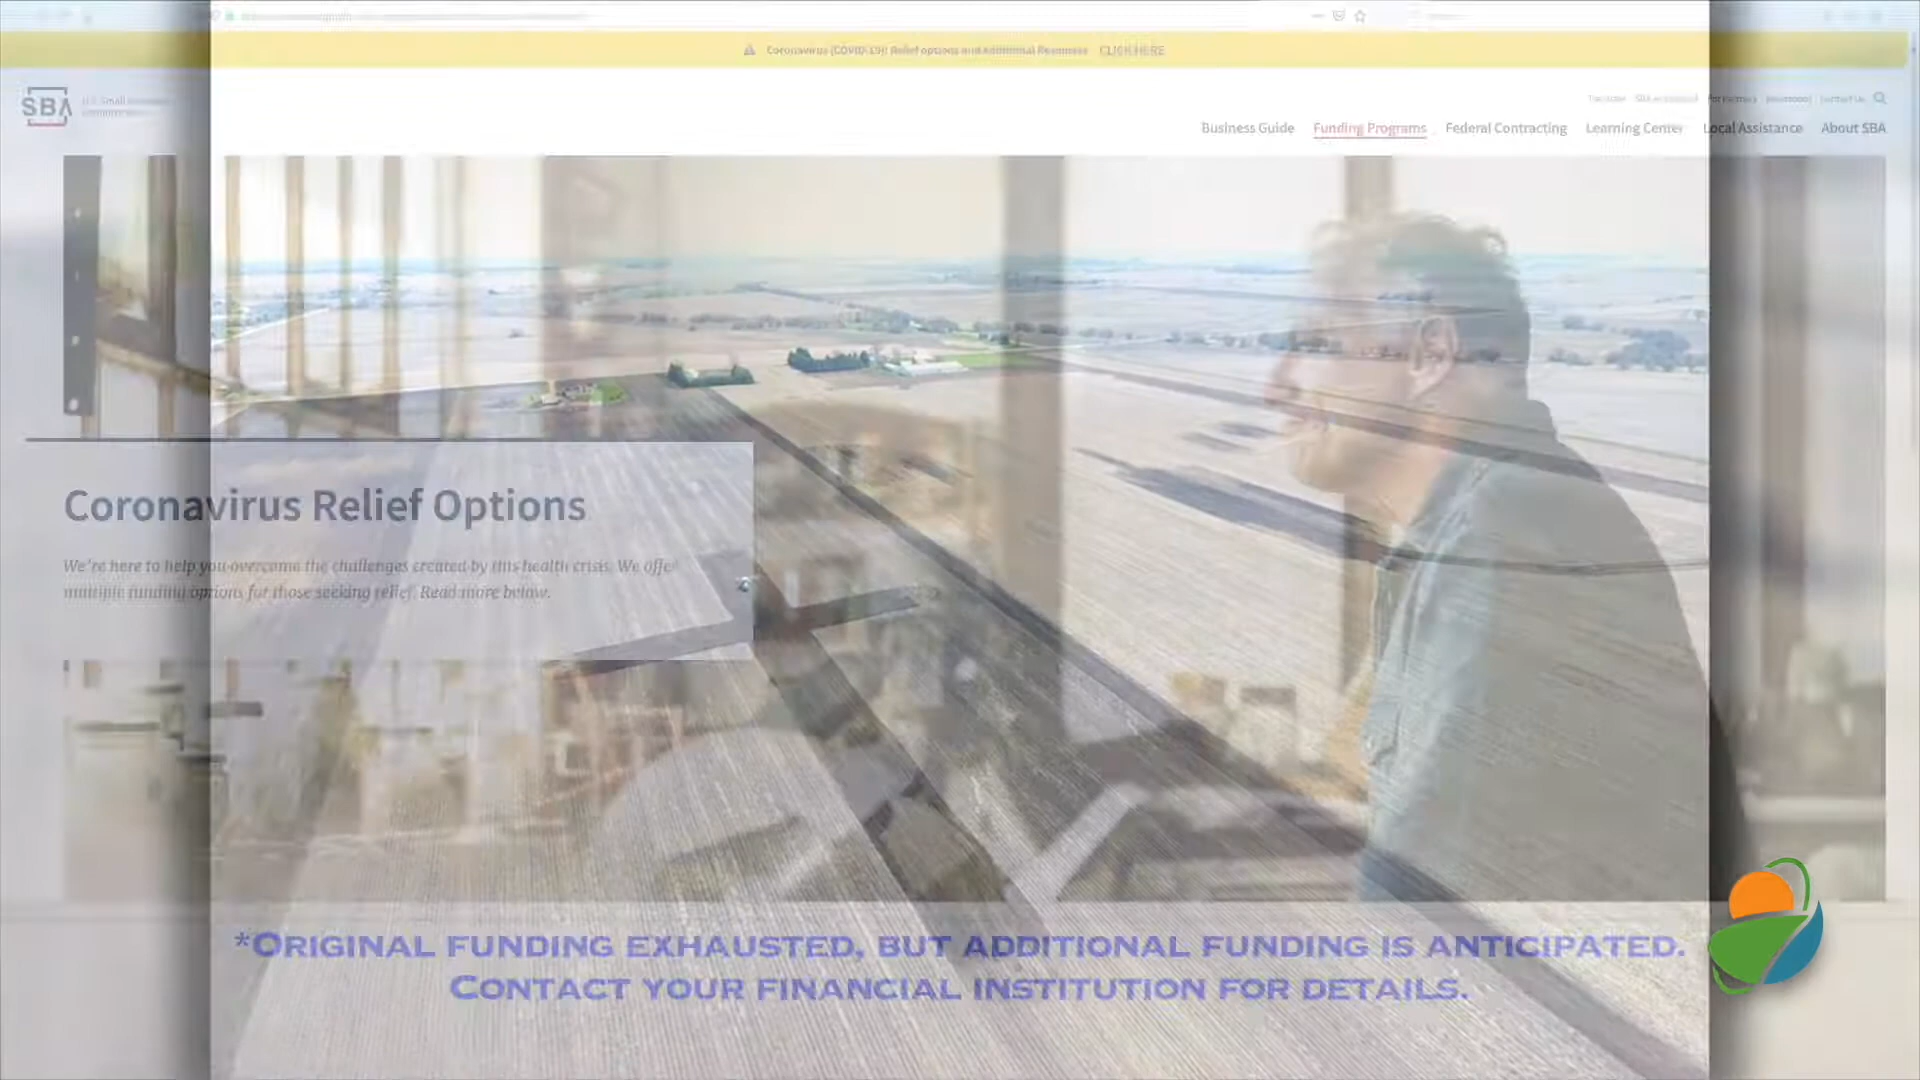 Coronavirus (COVID-19): Relief options and Additional Resources CLICK HERE
SBA
U.S. Small Business
Business Guide Funding Programs Federal Contracting Learning Center Local Assistance About SBA
Coronavirus Relief Options
We're here to help you overcome the challenges created by this health crisis. We offer
multiple funding options for those seeking relief. Read more below.
*ORIGINAL FUNDING EXHAUSTED, BUT ADDITIONAL FUNDING IS ANTICIPATED.
CONTACT YOUR FINANCIAL INSTITUTION FOR DETAILS.